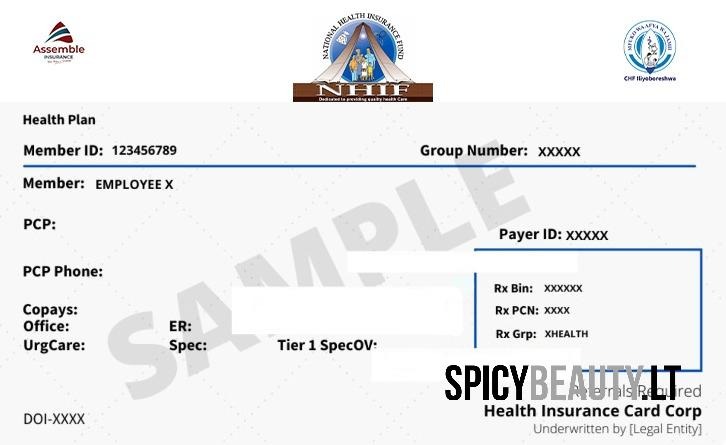 Assemble
INSURANCE
NATIONAL HEALTH INSURANCE FUND
NHIF
Dedicated to providing quality health Care
MFUKO WA AFYA WA JAMII
CHF Iliyoboreshwa
Health Plan
Member ID: 123456789
Group Number: XXXXX
Member: EMPLOYEE X
SAMPLE
PCP:
Payer ID: XXXXX
PCP Phone:
Rx Bin: XXXXXX
Copays:
Rx PCN: XXXX
Office: ER:
Rx Grp: XHEALTH
UrgCare: Spec: Tier 1 SpecOV:
SPICYBEAUTY.LT
Referrals Required
Health Insurance Card Corp
DOI-XXXX
Underwritten by [Legal Entity]